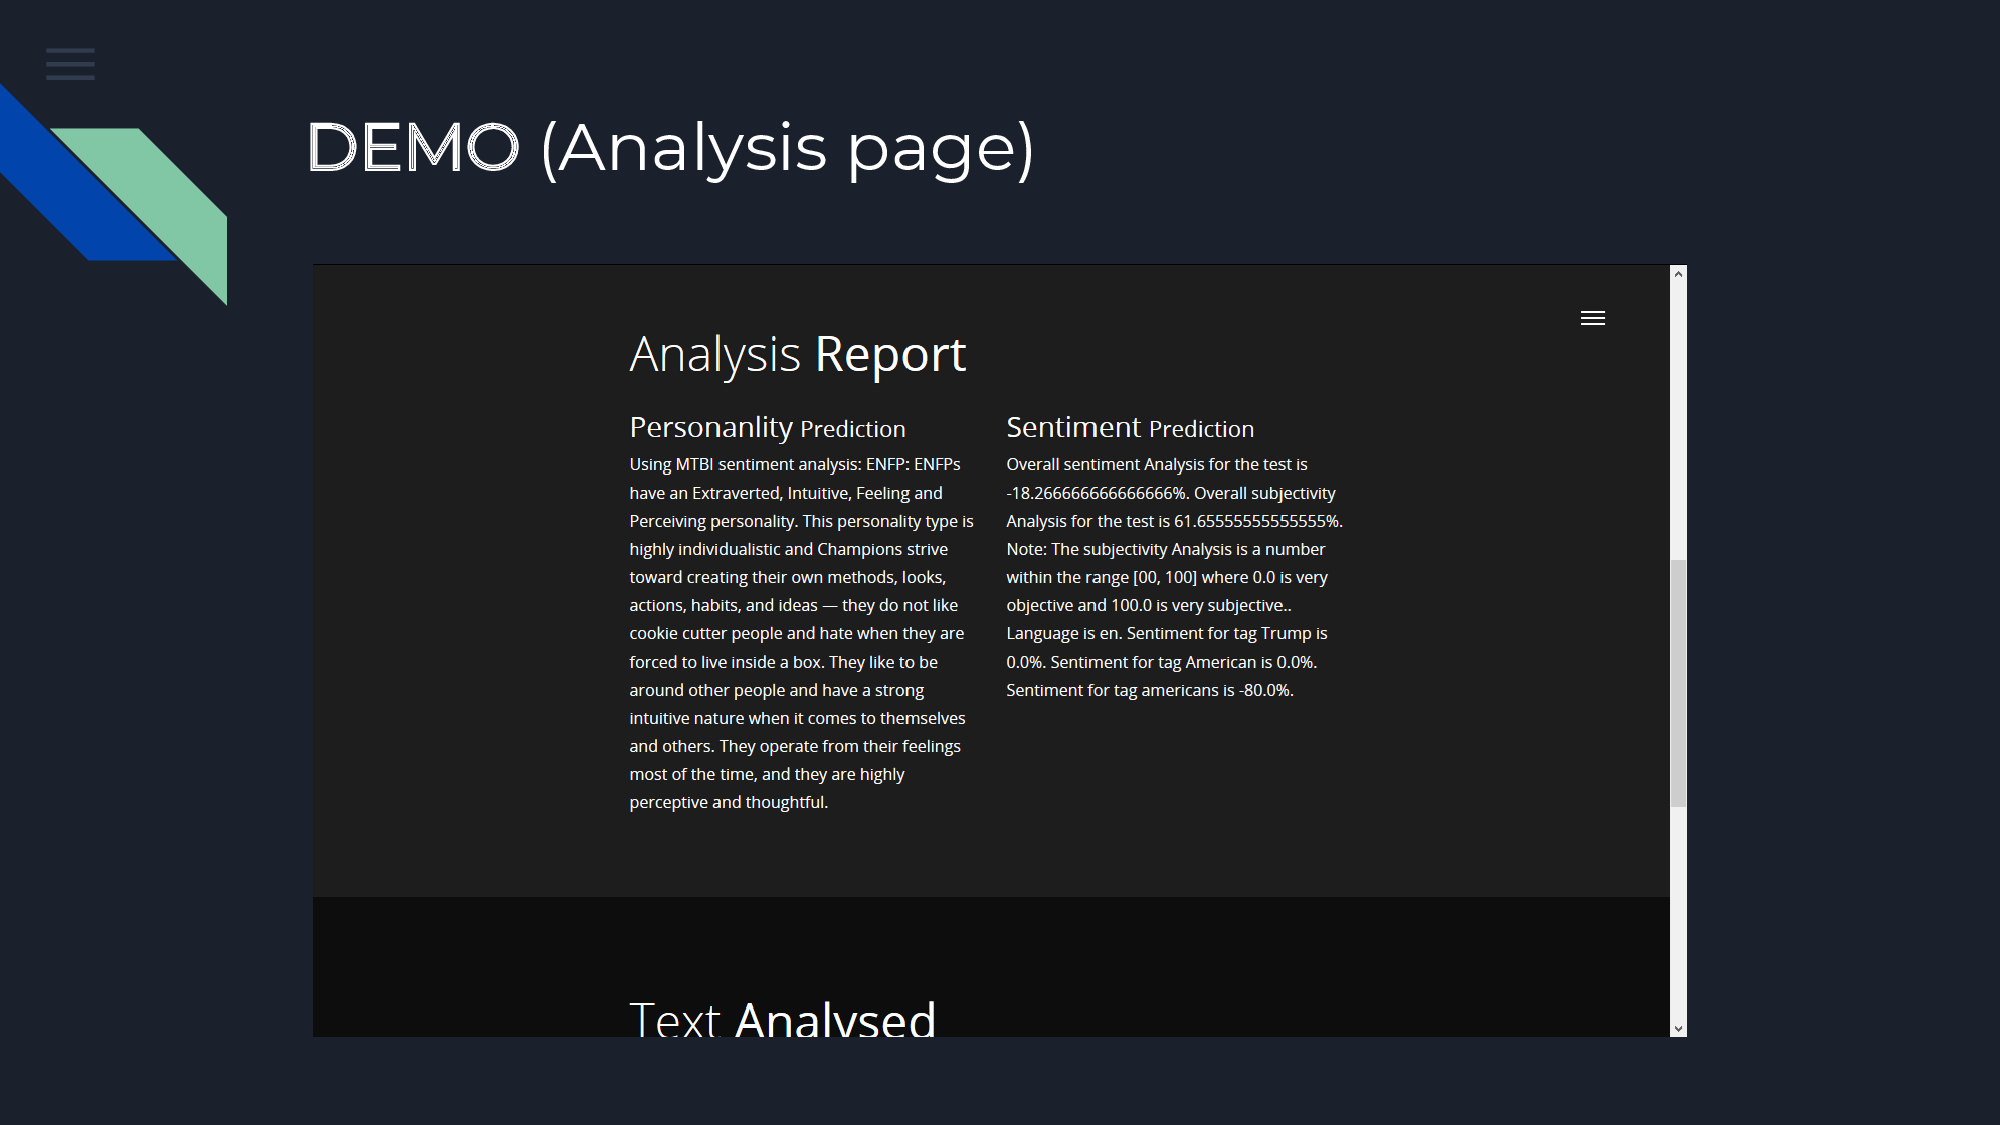 DEMO (Analysis page)
Analysis Report
Personanlity Prediction
Using MTBI sentiment analysis: ENFP: ENFPs
have an Extraverted, Intuitive, Feeling and
Perceiving personality. This personality type is
highly individualistic and Champions strive
toward creating their own methods, looks,
actions, habits, and ideas — they do not like
cookie cutter people and hate when they are
forced to live inside a box. They like to be
around other people and have a strong
intuitive nature when it comes to themselves
and others. They operate from their feelings
most of the time, and they are highly
perceptive and thoughtful.
Sentiment Prediction
Overall sentiment Analysis for the test is
-18.266666666666666%. Overall subjectivity
Analysis for the test is 61.65555555555555%.
Note: The subjectivity Analysis is a number
within the range [00, 100] where 0.0 is very
objective and 100.0 is very subjective..
Language is en. Sentiment for tag Trump is
0.0%. Sentiment for tag American is 0.0%.
Sentiment for tag americans is -80.0%.
Text Analysed